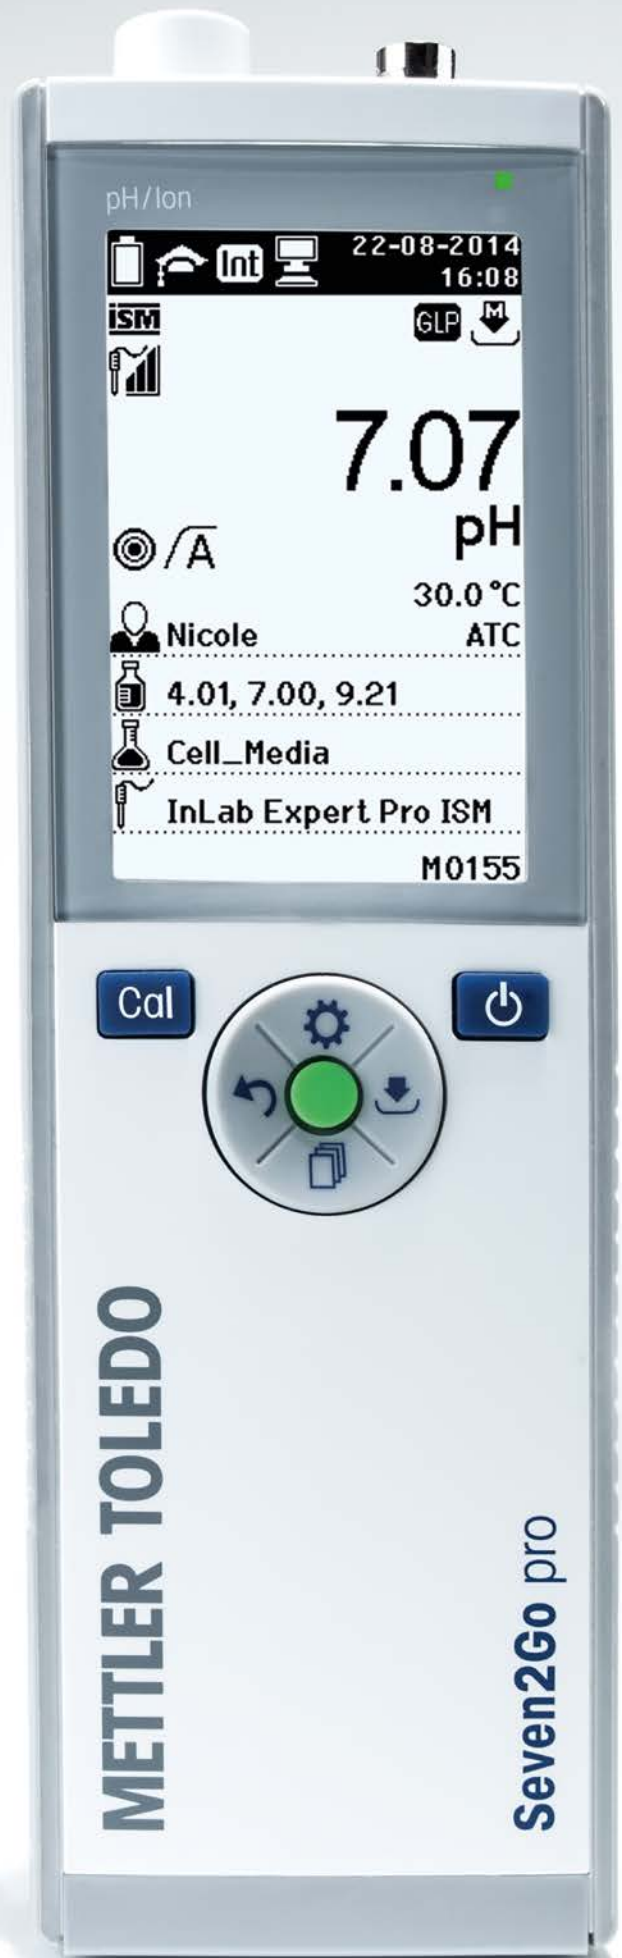 pH/Ion
Int
22-08-2014
16:08
iSM
GLP
M
7.07
pH
A
30.0 °C
Nicole
ATC
4.01, 7.00, 9.21
Cell_Media
InLab Expert Pro ISM
M0155
Cal
METTLER TOLEDO
Seven2Go pro